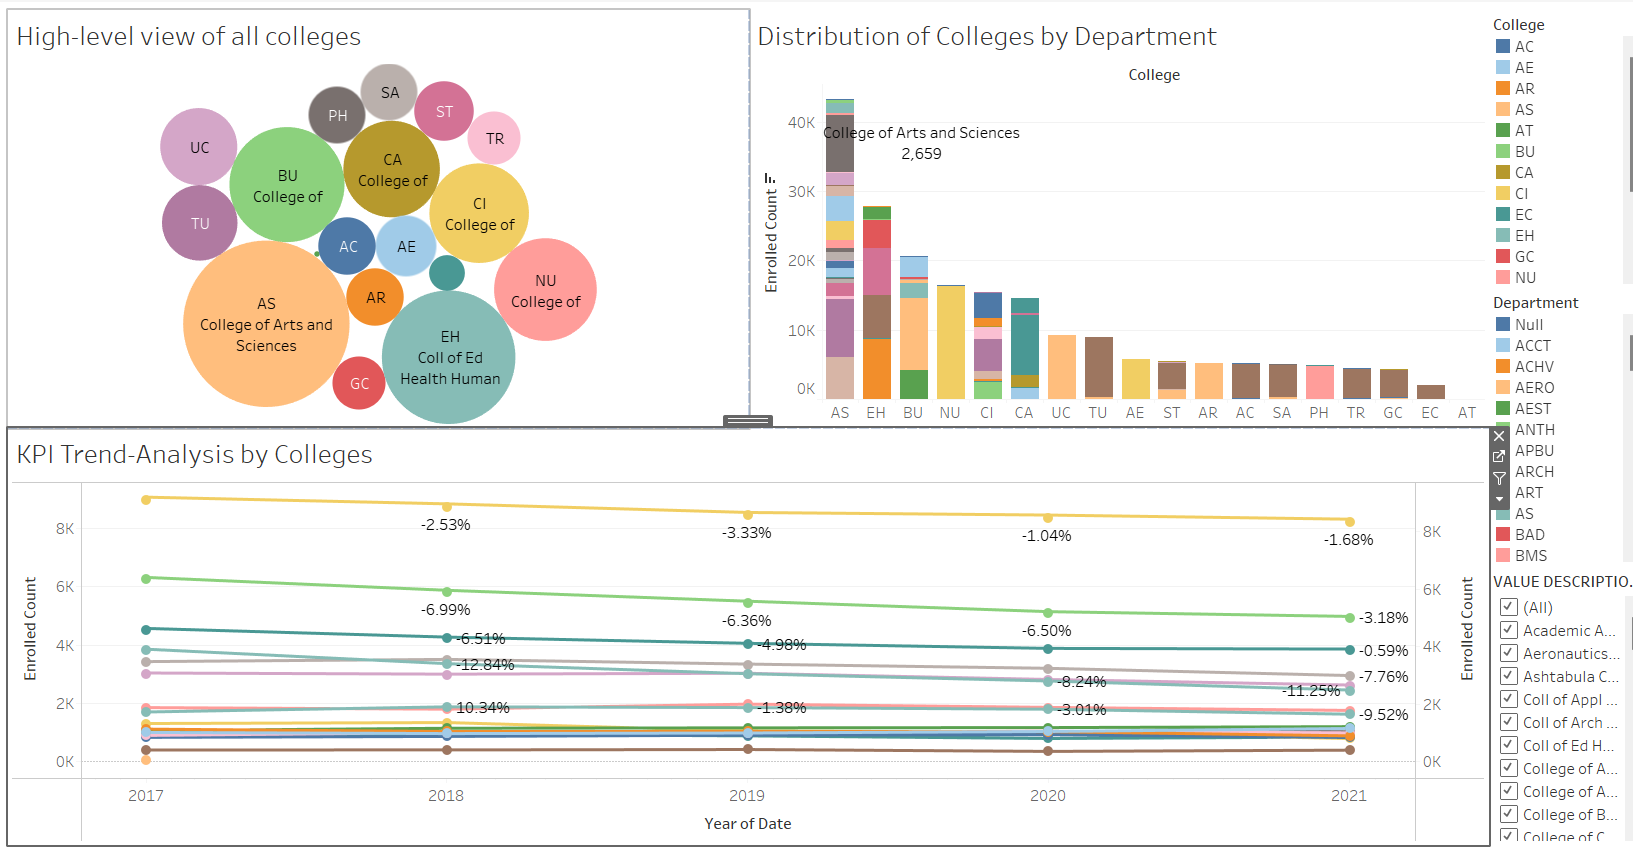 High-level view of all colleges
SA
PH
ST
TR
UC
CA
College of
BU
College of
CI
College of
TU
AC
AE
NU
College of
AR
AS
College of Arts and
Sciences
EH
Coll of Ed
Health Human
GC
Distribution of Colleges by Department
College
Enrolled Count
40K
30K
20K
10K
0K
College of Arts and Sciences
2,659
AS EH BU NU CI CA UC TU AE ST AR AC SA PH TR GC EC AT
College
AC
AE
AR
AS
AT
BU
CA
CI
EC
EH
GC
NU
Department
Null
ACCT
ACHV
AERO
AEST
ANTH
APBU
ARCH
ART
AS
BAD
BMS
VALUE DESCRIPTIO.
(All)
Academic A...
Aeronautics...
Ashtabula C...
Coll of Appl ...
Coll of Arch ...
Coll of Ed H...
College of A...
College of A...
College of B...
College of C
KPI Trend-Analysis by Colleges
Enrolled Count
8K
6K
4K
2K
0K
-2.53% -3.33% -1.04% -1.68%
-6.99% -6.36% -6.50% -3.18%
-6.51% -4.98% -0.59%
-12.84% -8.24% -11.25% -7.76%
10.34% -1.38% -3.01% -9.52%
8K
6K
4K
2K
0K
Enrolled Count
2017 2018 2019 2020 2021
Year of Date